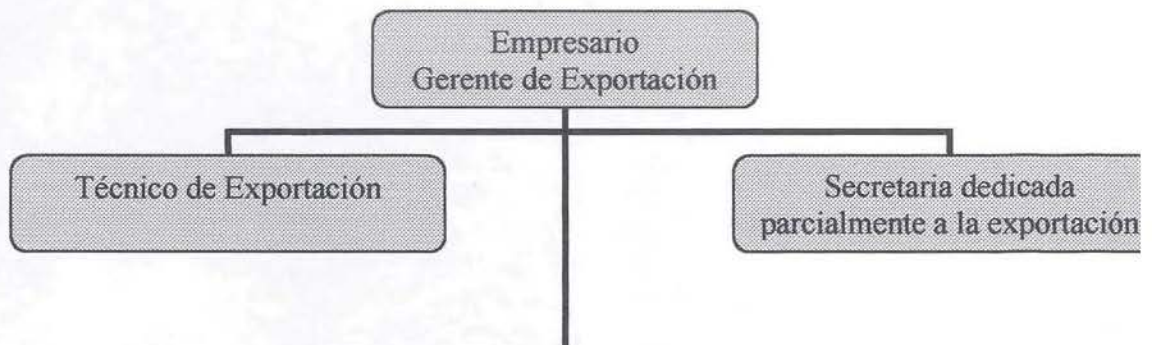 Empresario
Gerente de Exportación
Técnico de Exportación
Secretaria dedicada
parcialmente a la exportación